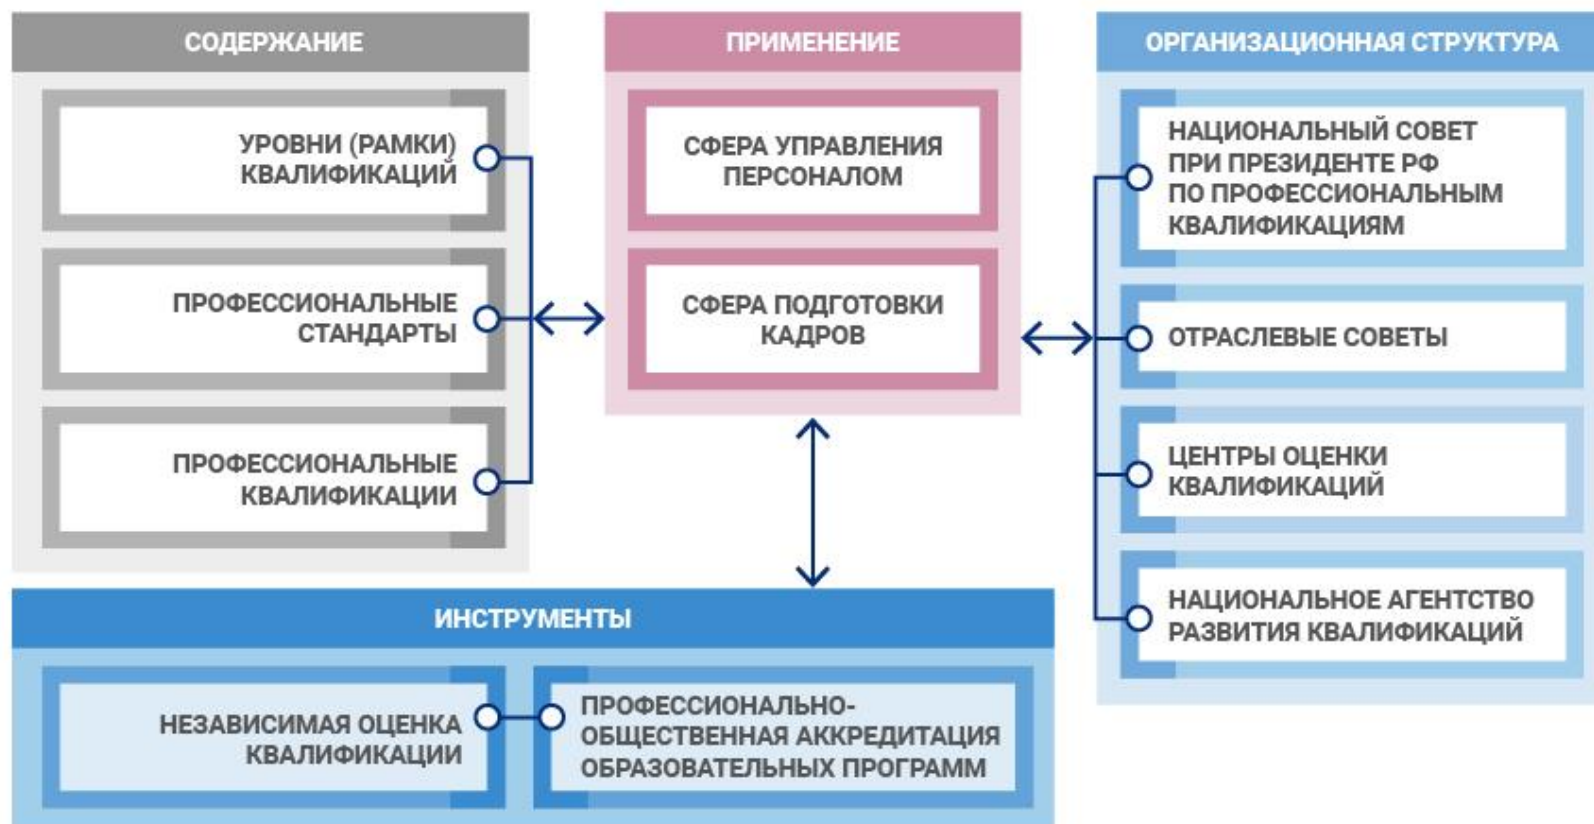 СОДЕРЖАНИЕ
УРОВНИ (РАМКИ)
КВАЛИФИКАЦИЙ
ПРОФЕССИОНАЛЬНЫЕ
СТАНДАРТЫ
ПРОФЕССИОНАЛЬНЫЕ
КВАЛИФИКАЦИИ
ПРИМЕНЕНИЕ
СФЕРА УПРАВЛЕНИЯ
ПЕРСОНАЛОМ
СФЕРА ПОДГОТОВКИ
КАДРОВ
ОРГАНИЗАЦИОННАЯ СТРУКТУРА
НАЦИОНАЛЬНЫЙ СОВЕТ
ПРИ ПРЕЗИДЕНТЕ РФ
ПО ПРОФЕССИОНАЛЬНЫМ
КВАЛИФИКАЦИЯМ
ОТРАСЛЕВЫЕ СОВЕТЫ
ЦЕНТРЫ ОЦЕНКИ
КВАЛИФИКАЦИЙ
НАЦИОНАЛЬНОЕ АГЕНТСТВО
РАЗВИТИЯ КВАЛИФИКАЦИЙ
ИНСТРУМЕНТЫ
НЕЗАВИСИМАЯ ОЦЕНКА
КВАЛИФИКАЦИИ
ПРОФЕССИОНАЛЬНО-
ОБЩЕСТВЕННАЯ АККРЕДИТАЦИЯ
ОБРАЗОВАТЕЛЬНЫХ ПРОГРАММ